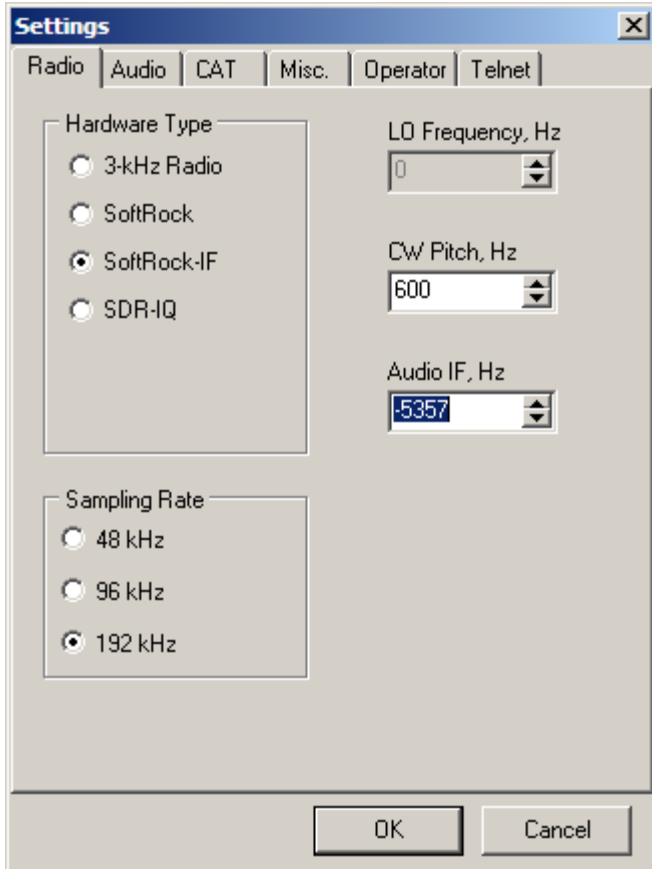 Settings
Radio Audio CAT Misc. Operator Telnet
Hardware Type
3-kHz Radio
SoftRock
SoftRock-IF
SDR-IQ
LO Frequency, Hz
0
CW Pitch, Hz
600
Audio IF, Hz
-5357
Sampling Rate
48 kHz
96 kHz
192 kHz
OK Cancel